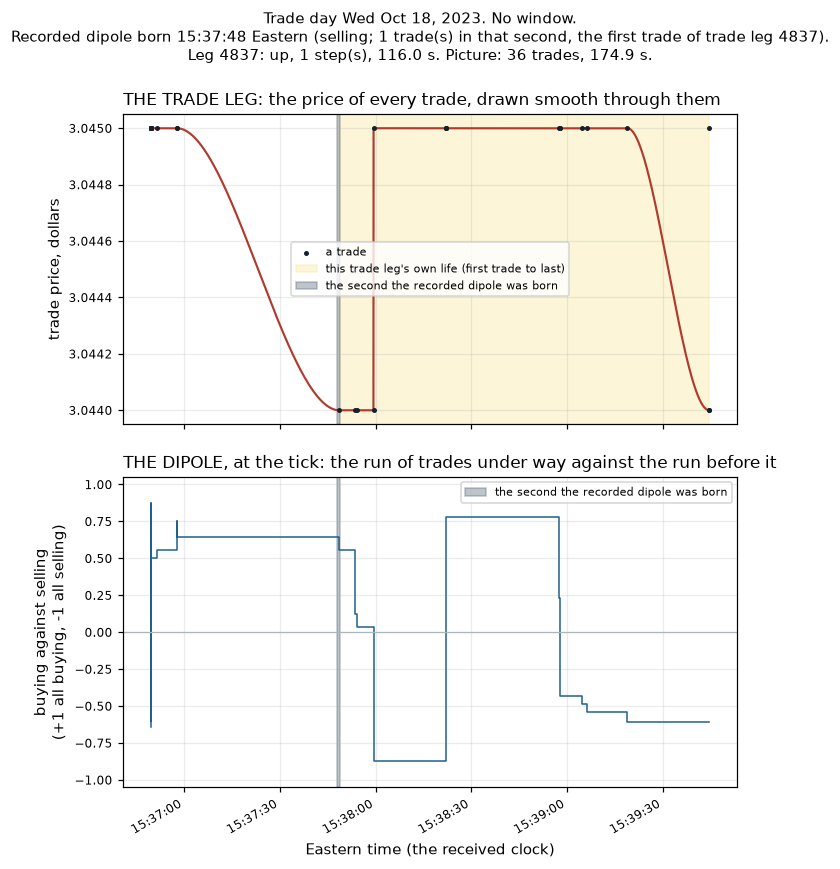 Trade day Wed Oct 18, 2023. No window.
Recorded dipole born 15:37:48 Eastern (selling; 1 trade(s) in that second, the first trade of trade leg 4837).
Leg 4837: up, 1 step(s), 116.0 s. Picture: 36 trades, 174.9 s.
THE TRADE LEG: the price of every trade, drawn smooth through them
trade price, dollars
3.0450
3.0448
3.0446
3.0444
3.0442
3.0440
a trade
this trade leg's own life (first trade to last)
the second the recorded dipole was born
THE DIPOLE, at the tick: the run of trades under way against the run before it
buying against selling
(+1 all buying, -1 all selling)
1.00
0.75
0.50
0.25
0.00
−0.25
−0.50
−0.75
−1.00
the second the recorded dipole was born
15:37:00
15:37:30
15:38:00
15:38:30
15:39:00
15:39:30
Eastern time (the received clock)